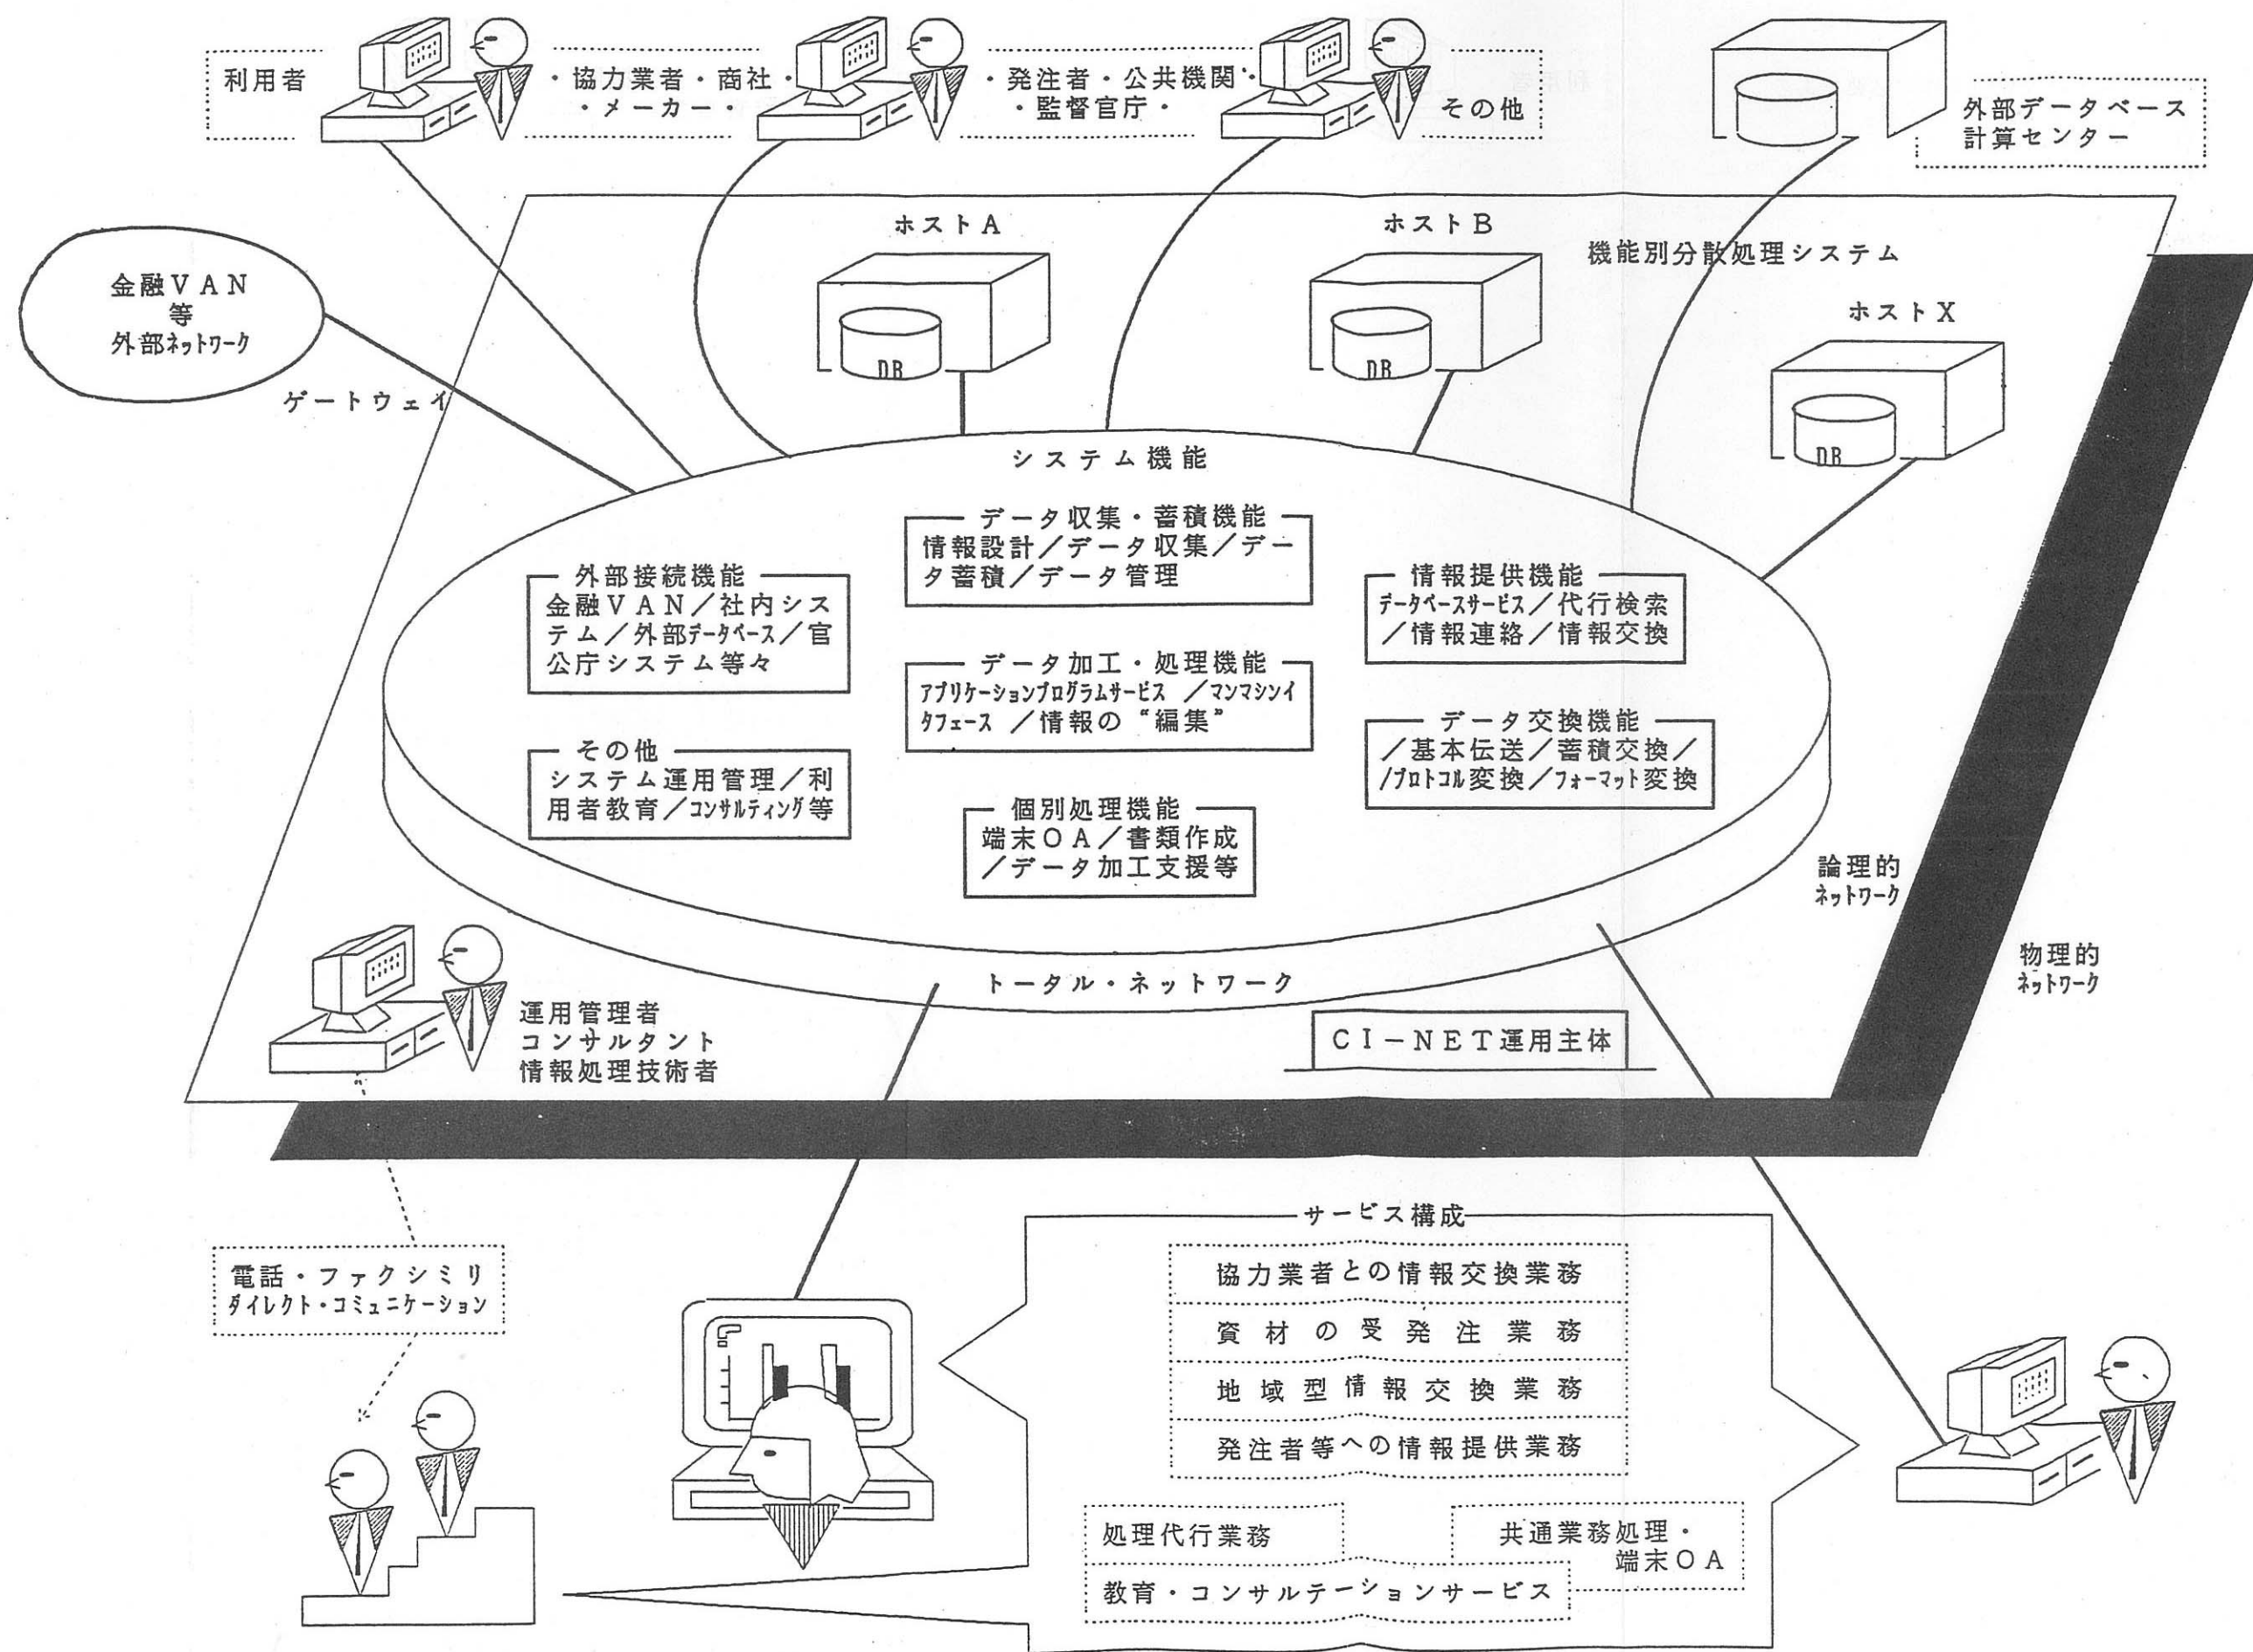 利用者
・協力業者・商社・
・メーカー・
・発注者・公共機関・
・監督官庁・
その他
外部データベース
計算センター
金融ＶＡＮ
等
外部ネットワーク
ゲートウェイ
ホストＡ
DB
ホストＢ
DB
機能別分散処理システム
ホストＸ
DB
システム機能
データ収集・蓄積機能
情報設計／データ収集／デー
タ蓄積／データ管理
外部接続機能
金融ＶＡＮ／社内シス
テム／外部データベース／官
公庁システム等々
情報提供機能
データベースサービス／代行検索
／情報連絡／情報交換
データ加工・処理機能
アプリケーションプログラムサービス ／マンマシンイ
タフェース ／情報の“編集”
データ交換機能
／基本伝送／蓄積交換／
／プロトコル変換／フォーマット変換
その他
システム運用管理／利
用者教育／コンサルティング等
個別処理機能
端末ＯＡ／書類作成
／データ加工支援等
論理的
ネットワーク
物理的
ネットワーク
トータル・ネットワーク
運用管理者
コンサルタント
情報処理技術者
ＣＩ－ＮＥＴ運用主体
電話・ファクシミリ
ダイレクト・コミュニケーション
サービス構成
協力業者との情報交換業務
資材の受発注業務
地域型情報交換業務
発注者等への情報提供業務
処理代行業務
共通業務処理・
端末ＯＡ
教育・コンサルテーションサービス